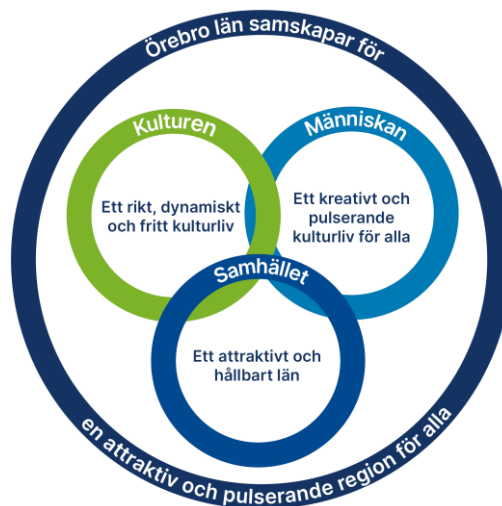 Örebro län samskapar för
Kulturen
Ett rikt, dynamiskt
och fritt kulturliv
Människan
Ett kreativt och
pulserande
kulturliv för alla
Samhället
Ett attraktivt och
hållbart län
en attraktiv och pulserande region för alla